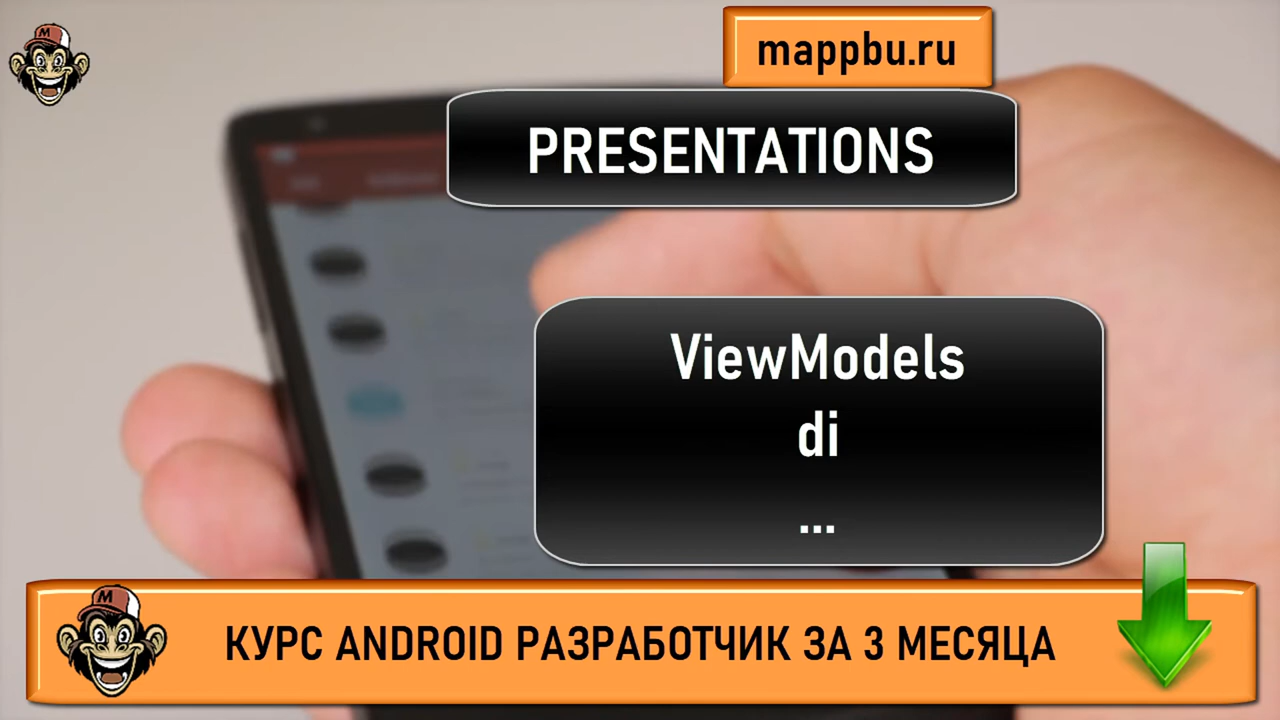 mappbu.ru
PRESENTATIONS
ViewModels
di
...
КУРС ANDROID РАЗРАБОТЧИК ЗА 3 МЕСЯЦА